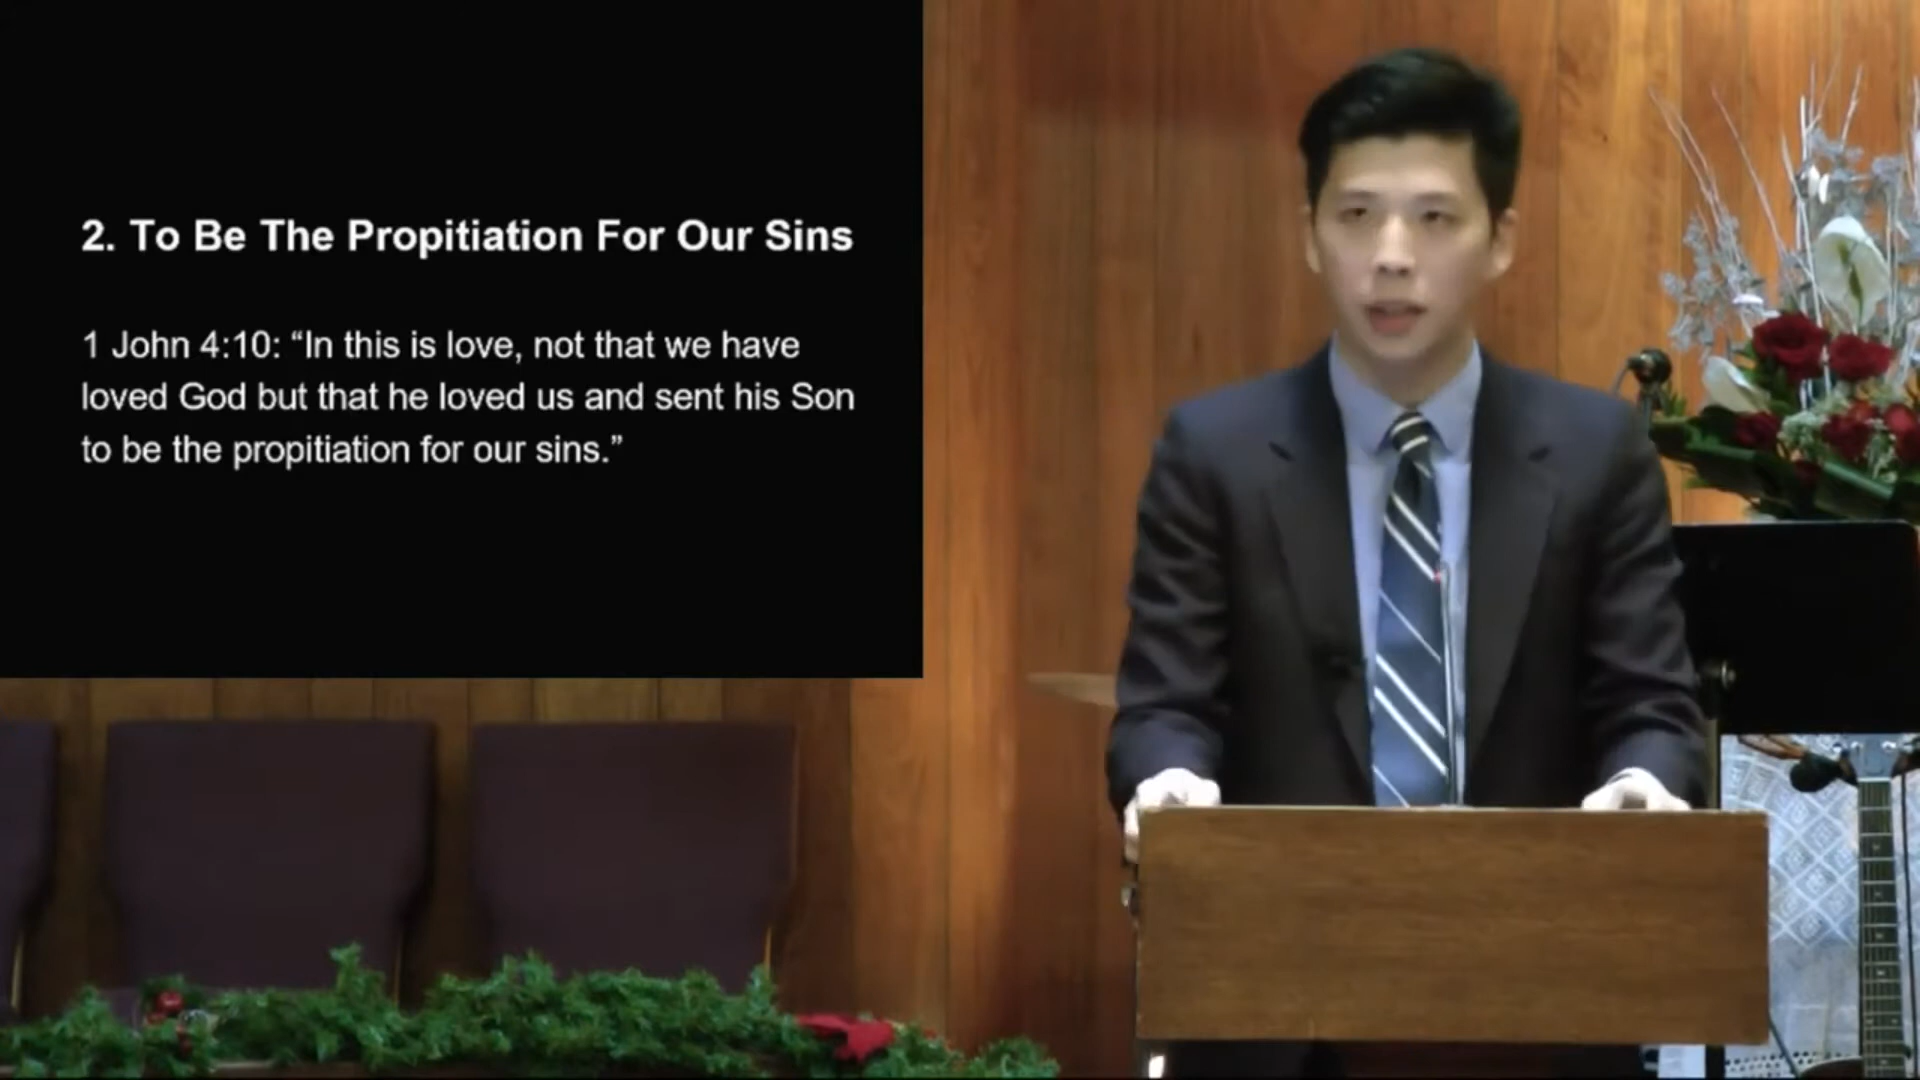 2. To Be The Propitiation For Our Sins
1 John 4:10: “In this is love, not that we have
loved God but that he loved us and sent his Son
to be the propitiation for our sins.”